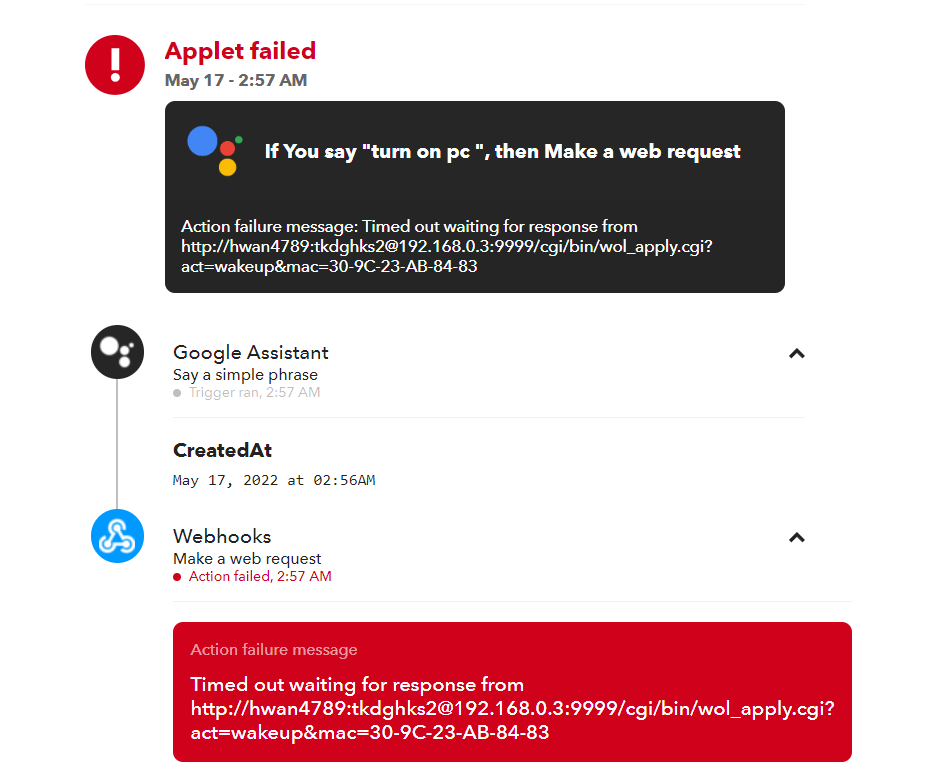 Applet failed
May 17 - 2:57 AM
If You say "turn on pc ", then Make a web request
Action failure message: Timed out waiting for response from
http://hwan4789:tkdghks2@192.168.0.3:9999/cgi/bin/wol_apply.cgi?
act=wakeup&mac=30-9C-23-AB-84-83
Google Assistant
Say a simple phrase
Trigger ran, 2:57 AM
CreatedAt
May 17, 2022 at 02:56AM
Webhooks
Make a web request
Action failed, 2:57 AM
Action failure message
Timed out waiting for response from
http://hwan4789:tkdghks2@192.168.0.3:9999/cgi/bin/wol_apply.cgi?
act=wakeup&mac=30-9C-23-AB-84-83